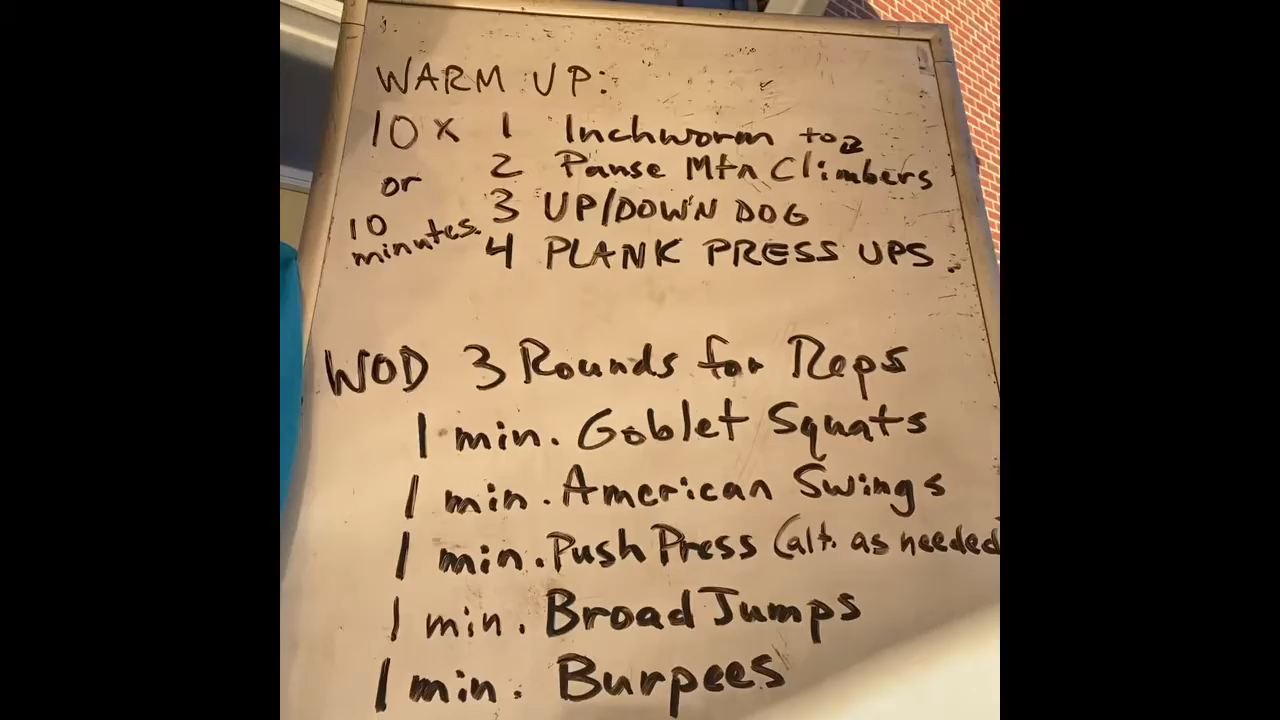 WARM UP:
10 x 1 Inchworm to
2 Pause Mtn Climbers
or
3 UP/DOWN DOG
10 minutes.
4 PLANK PRESS UPS.
WOD 3 Rounds for Reps
1 min. Goblet Squats
1 min. American Swings
1 min. Push Press (alt. as needed
1 min. Broad Jumps
1 min. Burpees